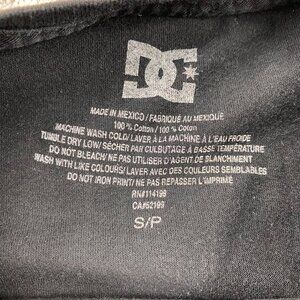 DC
MADE IN MEXICO/ FABRIQUÉ AU MEXIQUE
100 % Cotton / 100 % Coton
MACHINE WASH COLD/ LAVER À LA MACHINE À L'EAU FROIDE
TUMBLE DRY LOW/ SÉCHER PAR CULBUTAGE À BASSE TEMPÉRATURE
DO NOT BLEACH/ NE PAS UTILISER D'AGENT DE BLANCHIMENT
WASH WITH LIKE COLOURS/ LAVER AVEC DES COULEURS SEMBLABLES
DO NOT IRON PRINT/ NE PAS REPASSER L'IMPRIMÉ
RN#114199
CA#52199
S/P